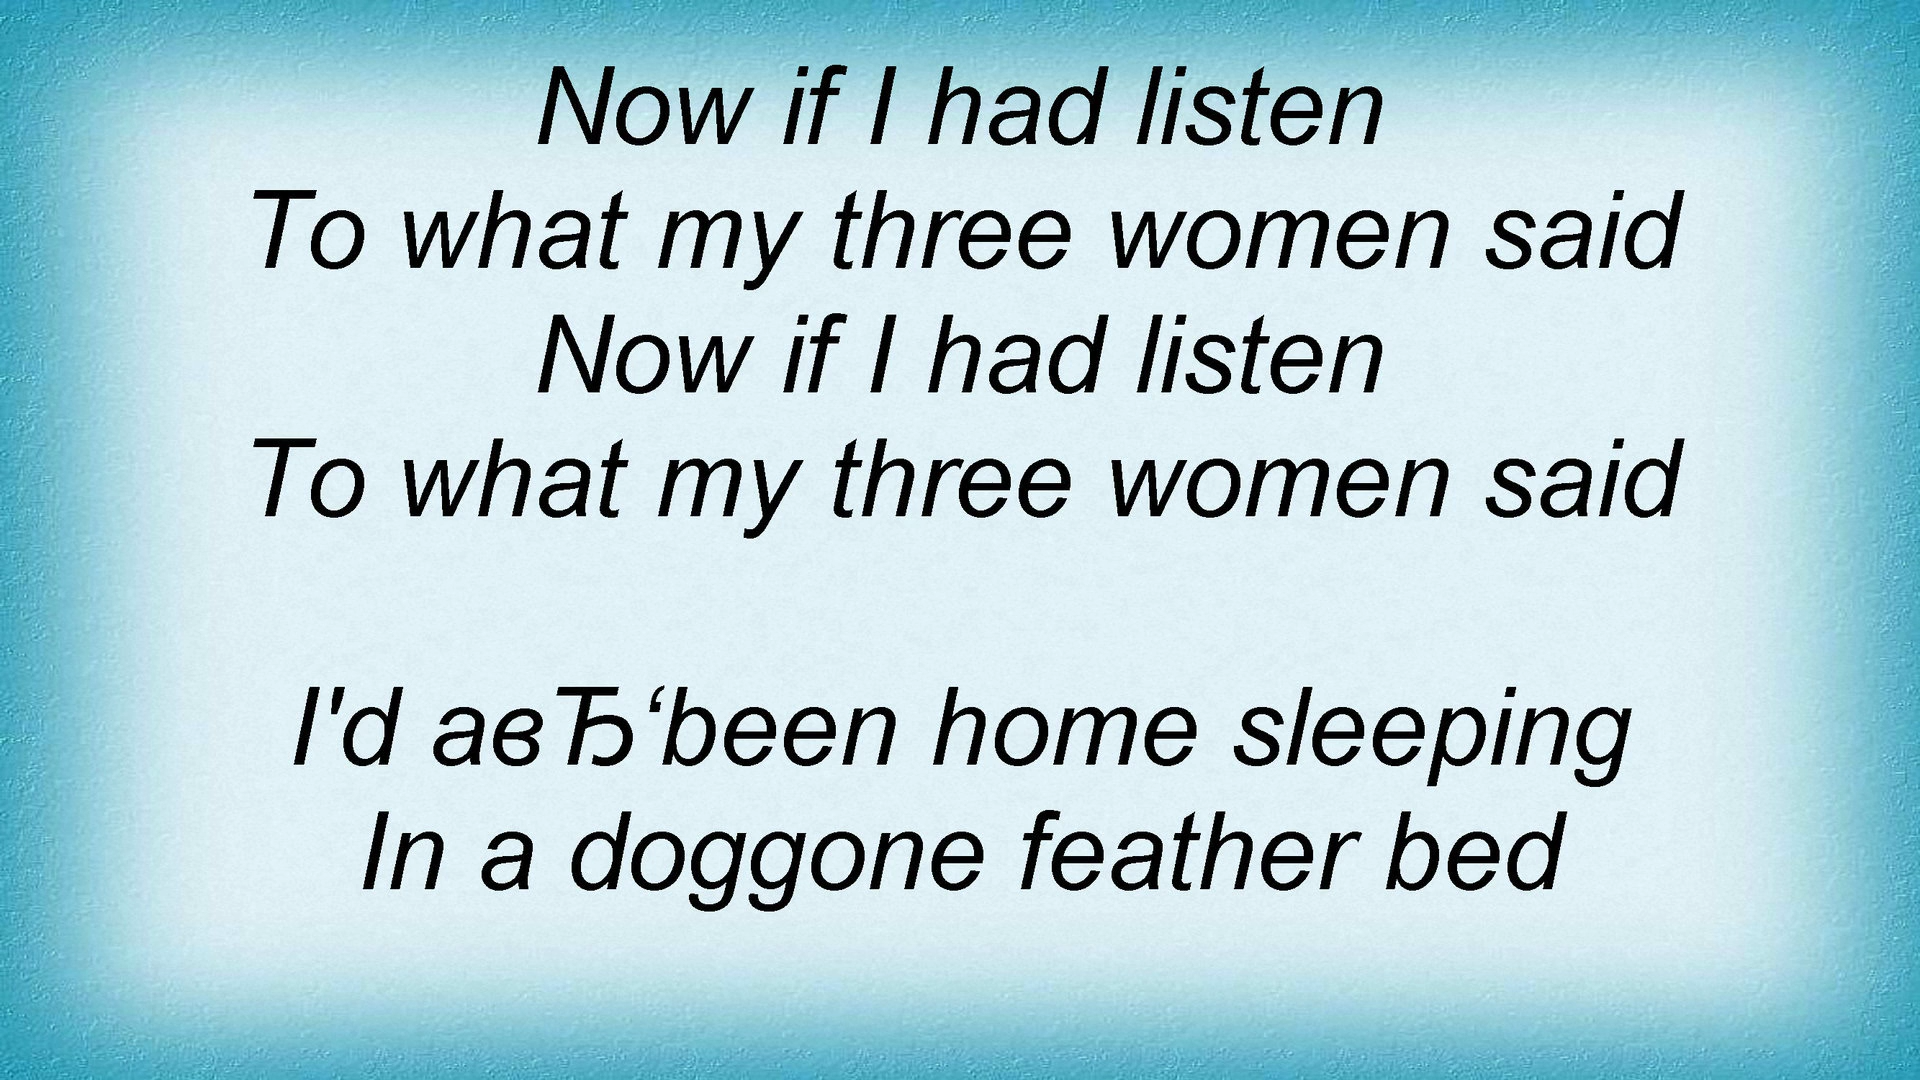 Now if I had listen
To what my three women said
Now if I had listen
To what my three women said
I'd aвЂ‘been home sleeping
In a doggone feather bed